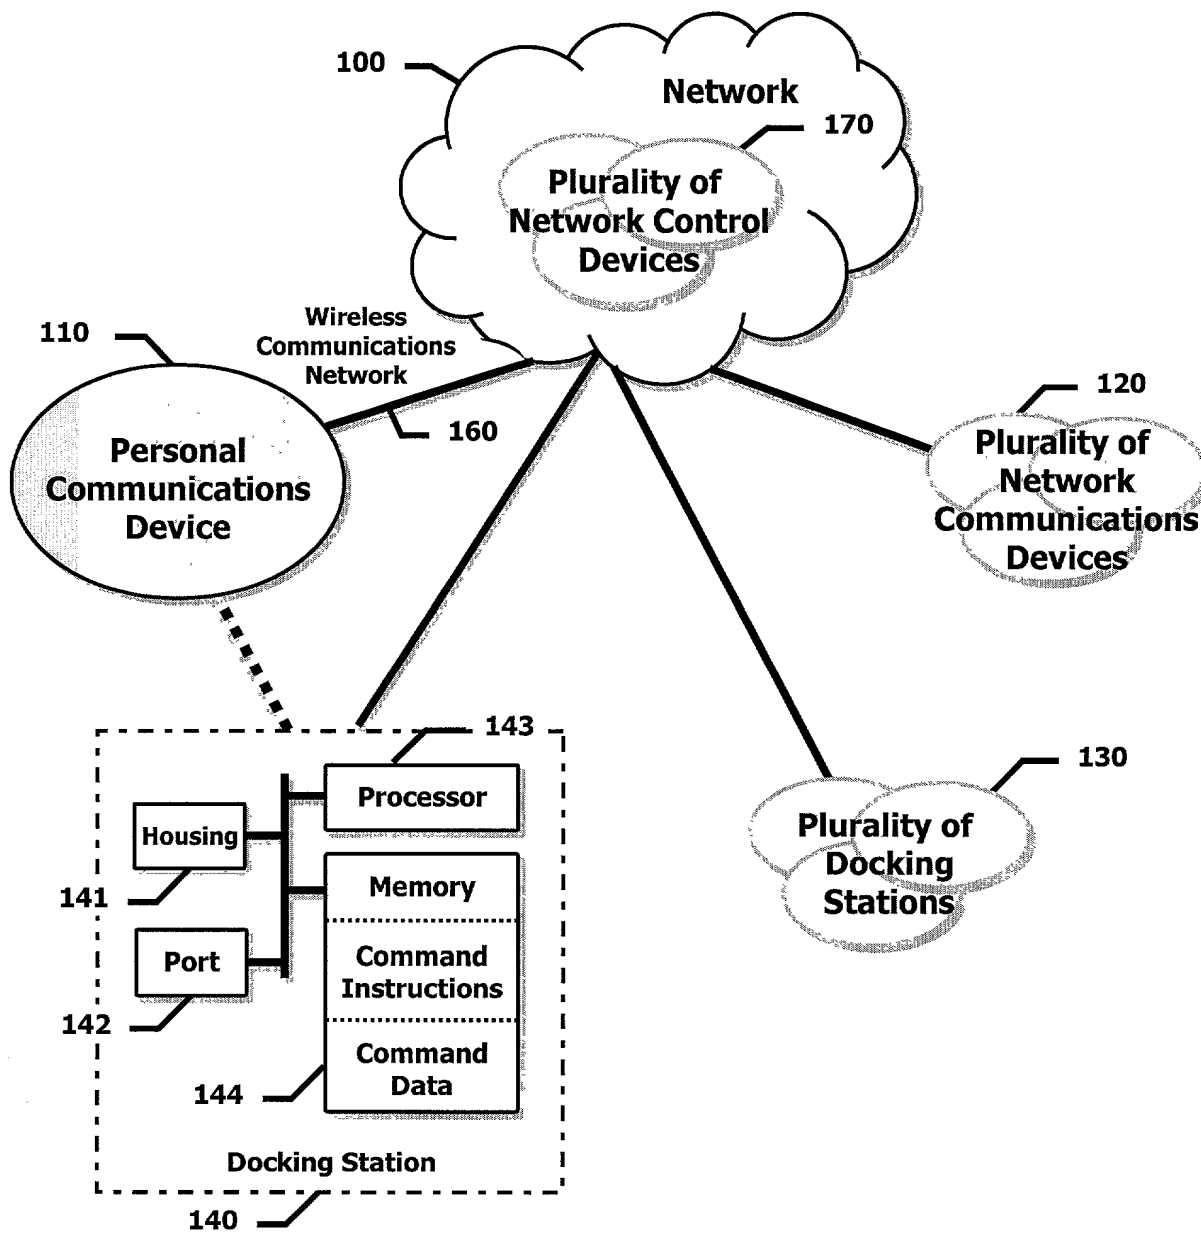 100
Network
170
Plurality of
Network Control
Devices
110
Wireless
Communications
Network
160
120
Personal
Communications
Device
Plurality of
Network
Communications
Devices
143
Processor
130
Housing
141
Plurality of
Docking
Stations
Memory
Port
142
Command
Instructions
Command
Data
144
Docking Station
140